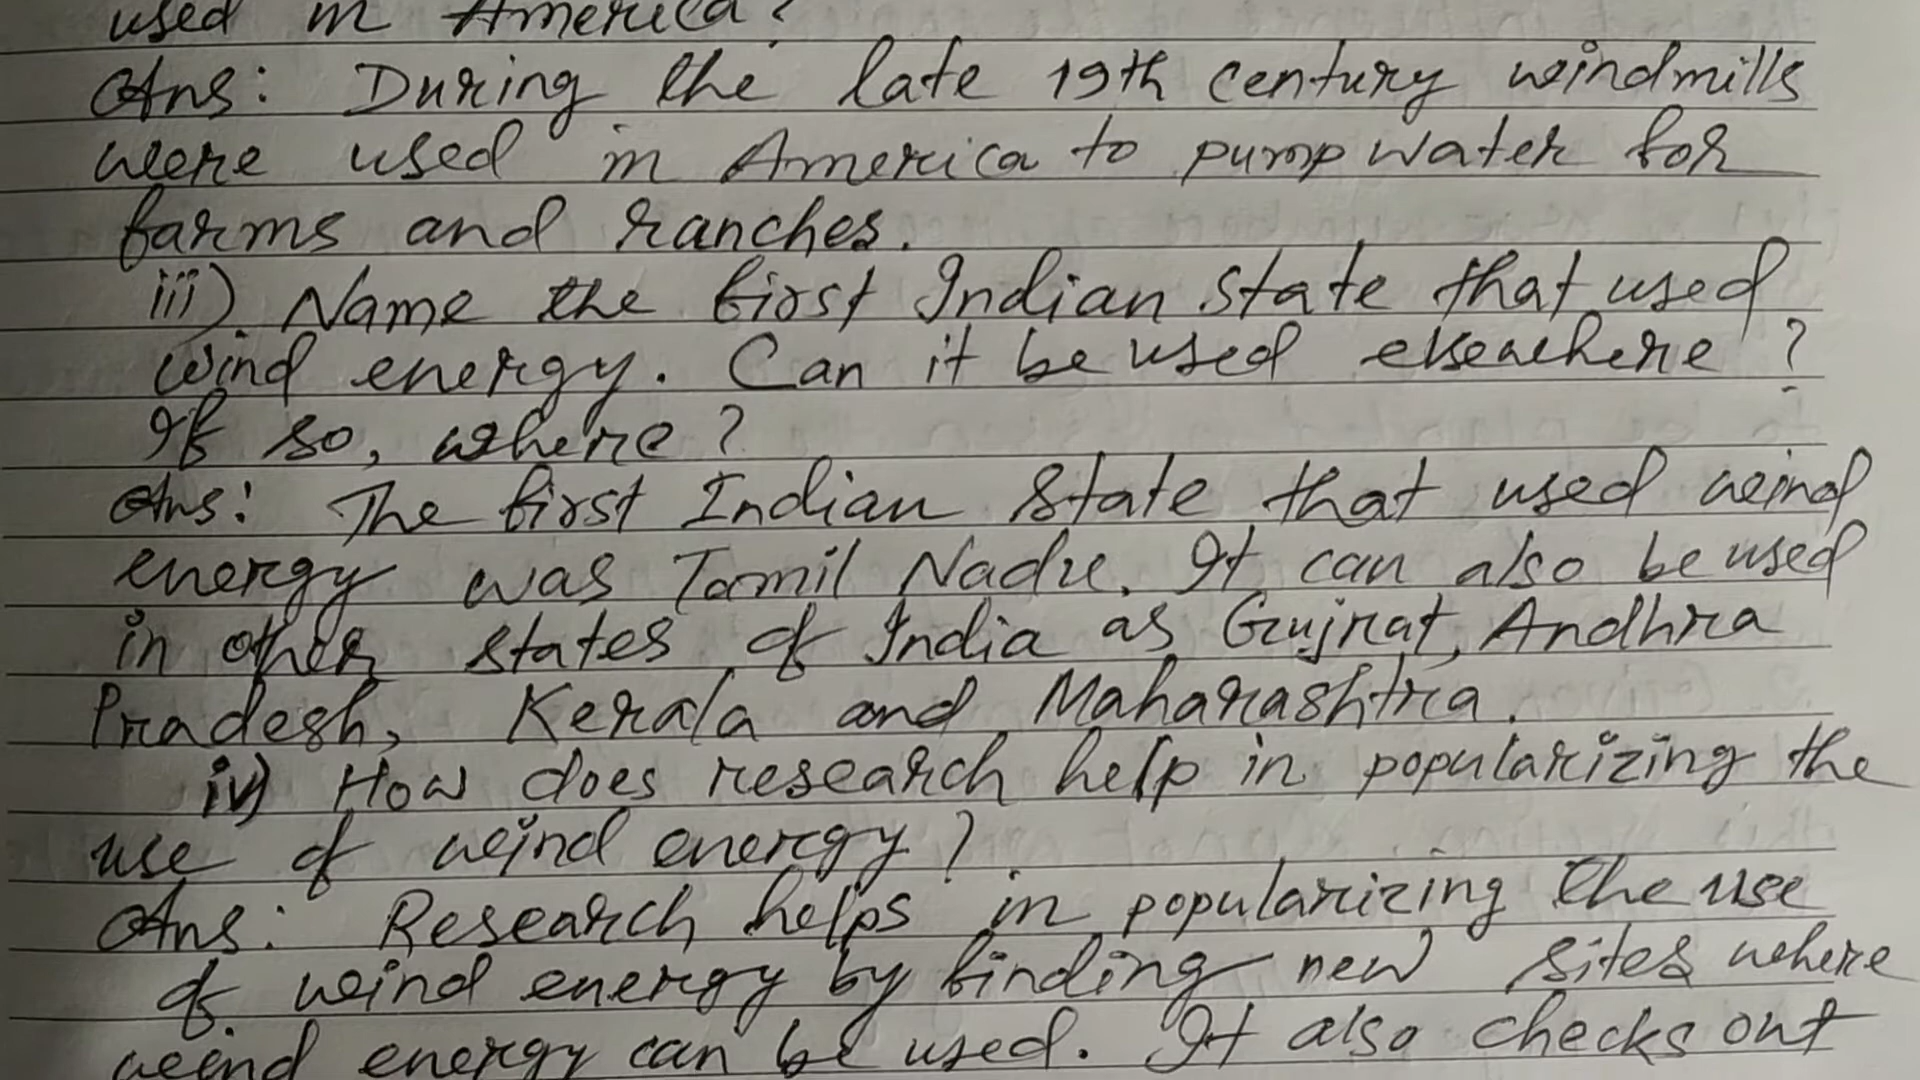 used in America?
Ans: During the late 19th century windmills
were used in America to pump water for
farms and ranches.
iii). Name the first Indian state that used
wind energy. Can it be used elsewhere?
If so, where?
Ans: The first Indian state that used wind
energy was Tamil Nadu. It can also be used
in other states of India as Gujrat, Andhra
Pradesh, Kerala and Maharashtra.
iv) How does research help in popularizing the
use of wind energy?
Ans: Research helps in popularizing the use
of wind energy by finding new sites where
wind energy can be used. It also checks out